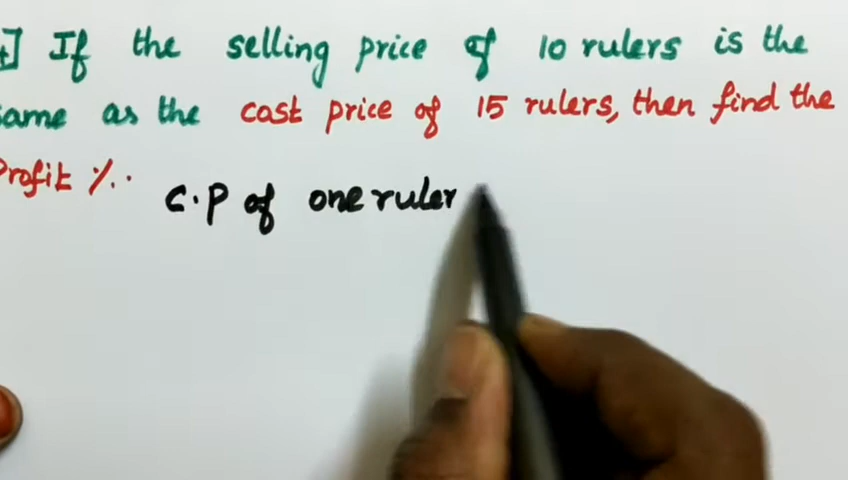 If the selling price of 10 rulers is the
ame as the cost price of 15 rulers, then find the
Profit %.
C.P of one ruler